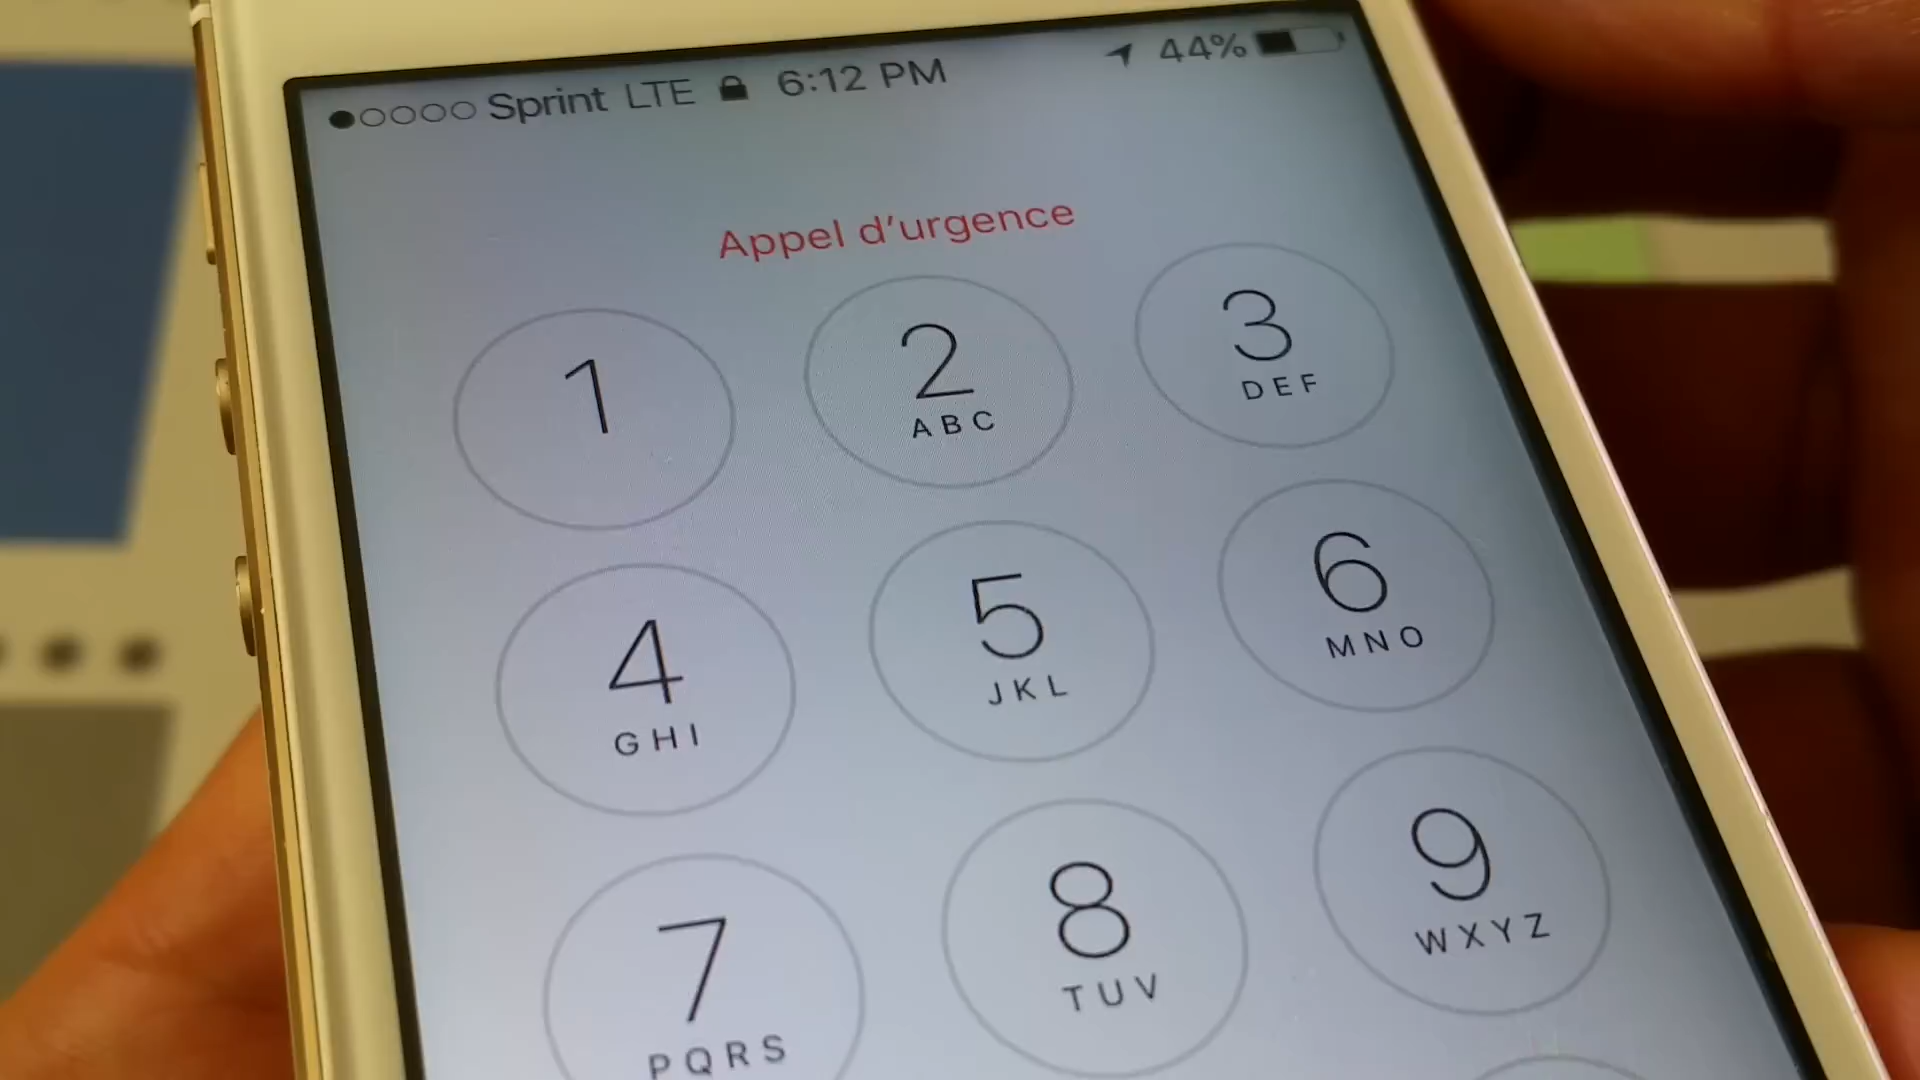 Sprint LTE 6:12 PM 44%
Appel d'urgence
1 2 3
ABC DEF
4 5 6
GHI JKL MNO
7 8 9
PQRS TUV WXYZ